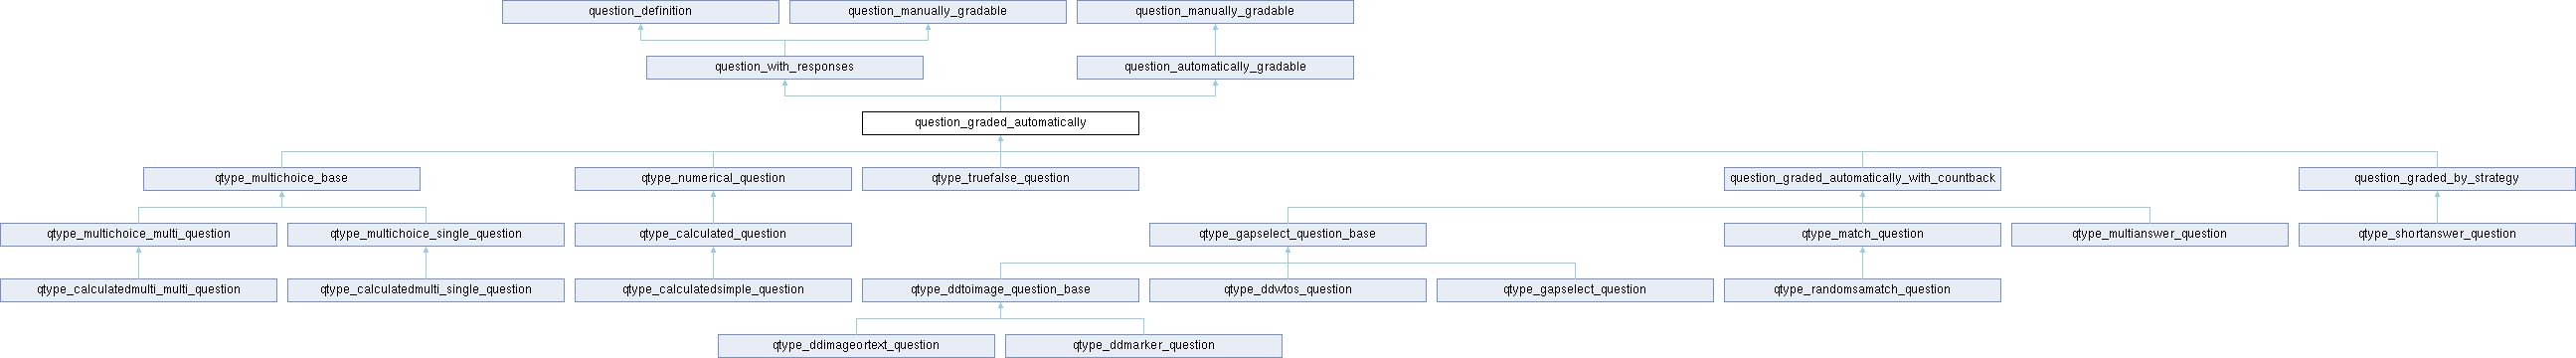 question_definition
question_manually_gradable
question_manually_gradable
question_with_responses
question_automatically_gradable
question_graded_automatically
qtype_multichoice_base
qtype_numerical_question
qtype_truefalse_question
question_graded_automatically_with_countback
question_graded_by_strategy
qtype_multichoice_multi_question
qtype_multichoice_single_question
qtype_calculated_question
qtype_gapselect_question_base
qtype_match_question
qtype_multianswer_question
qtype_shortanswer_question
qtype_calculatedmulti_multi_question
qtype_calculatedmulti_single_question
qtype_calculatedsimple_question
qtype_ddtoimage_question_base
qtype_ddwtos_question
qtype_gapselect_question
qtype_randomsamatch_question
qtype_ddimageortext_question
qtype_ddmarker_question